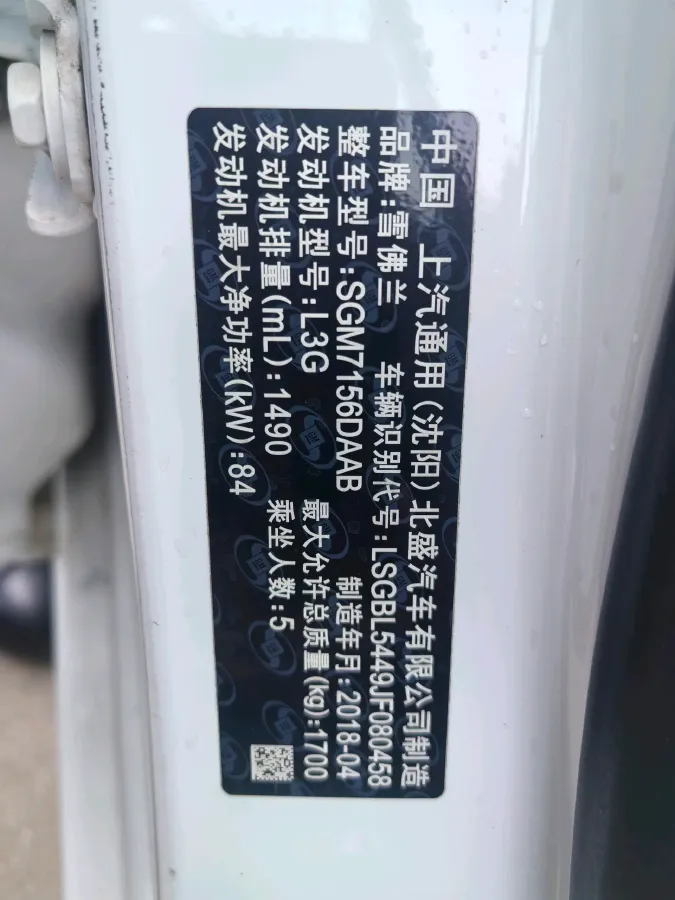 中国 上汽通用(沈阳)北盛汽车有限公司制造
品牌:雪佛兰 车辆识别代号:LSGBL5449JF080458
整车型号:SGM7156DAAB 制造年月:2018-04
发动机型号:L3G 最大允许总质量(kg):1700
发动机排量(mL):1490 乘坐人数:5
发动机最大净功率(kW):84